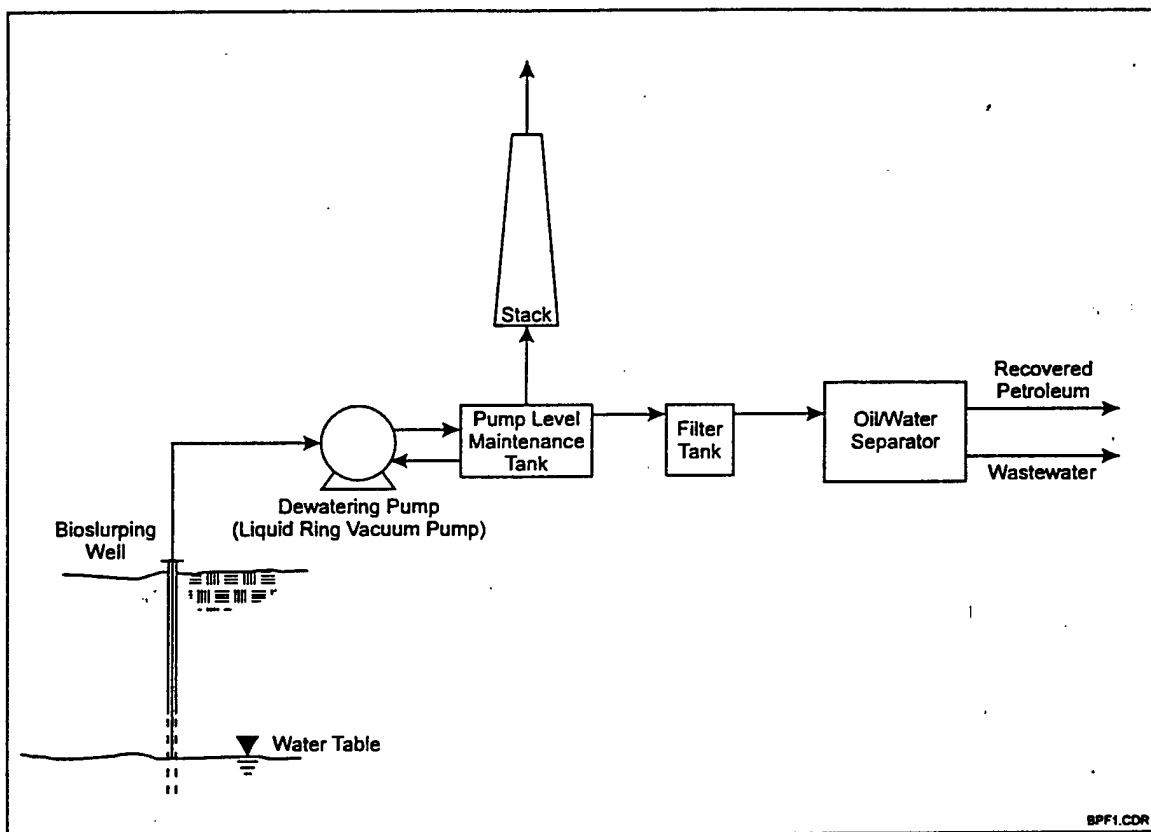 Stack
Recovered
Petroleum
Pump Level
Maintenance
Tank
Filter
Tank
Oil/Water
Separator
Wastewater
Dewatering Pump
(Liquid Ring Vacuum Pump)
Bioslurping
Well
Water Table
BPF1.CDR